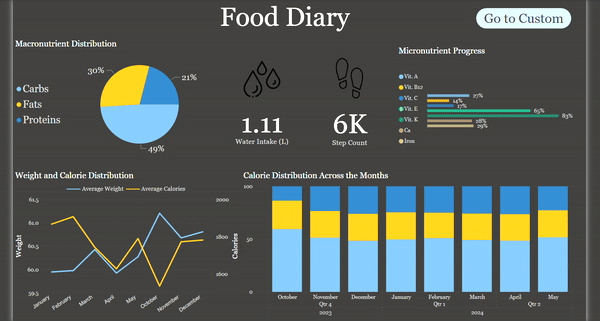 Food Diary
Go to Custom
Macronutrient Distribution
Carbs
Fats
Proteins
30%
21%
49%
1.11
Water Intake (L)
6K
Step Count
Micronutrient Progress
Vit. A
Vit. B12
Vit. C
Vit. E
Vit. K
Ca
Iron
27%
14%
17%
65%
83%
28%
29%
Weight and Calorie Distribution
Average Weight
Average Calories
Weight
61.5
61.0
60.5
60.0
59.5
2000
1800
1600
Calories
January
February
March
April
May
October
November
December
Calorie Distribution Across the Months
100
50
0
October
November
December
January
February
March
April
May
Qtr 4
Qtr 1
Qtr 2
2023
2024